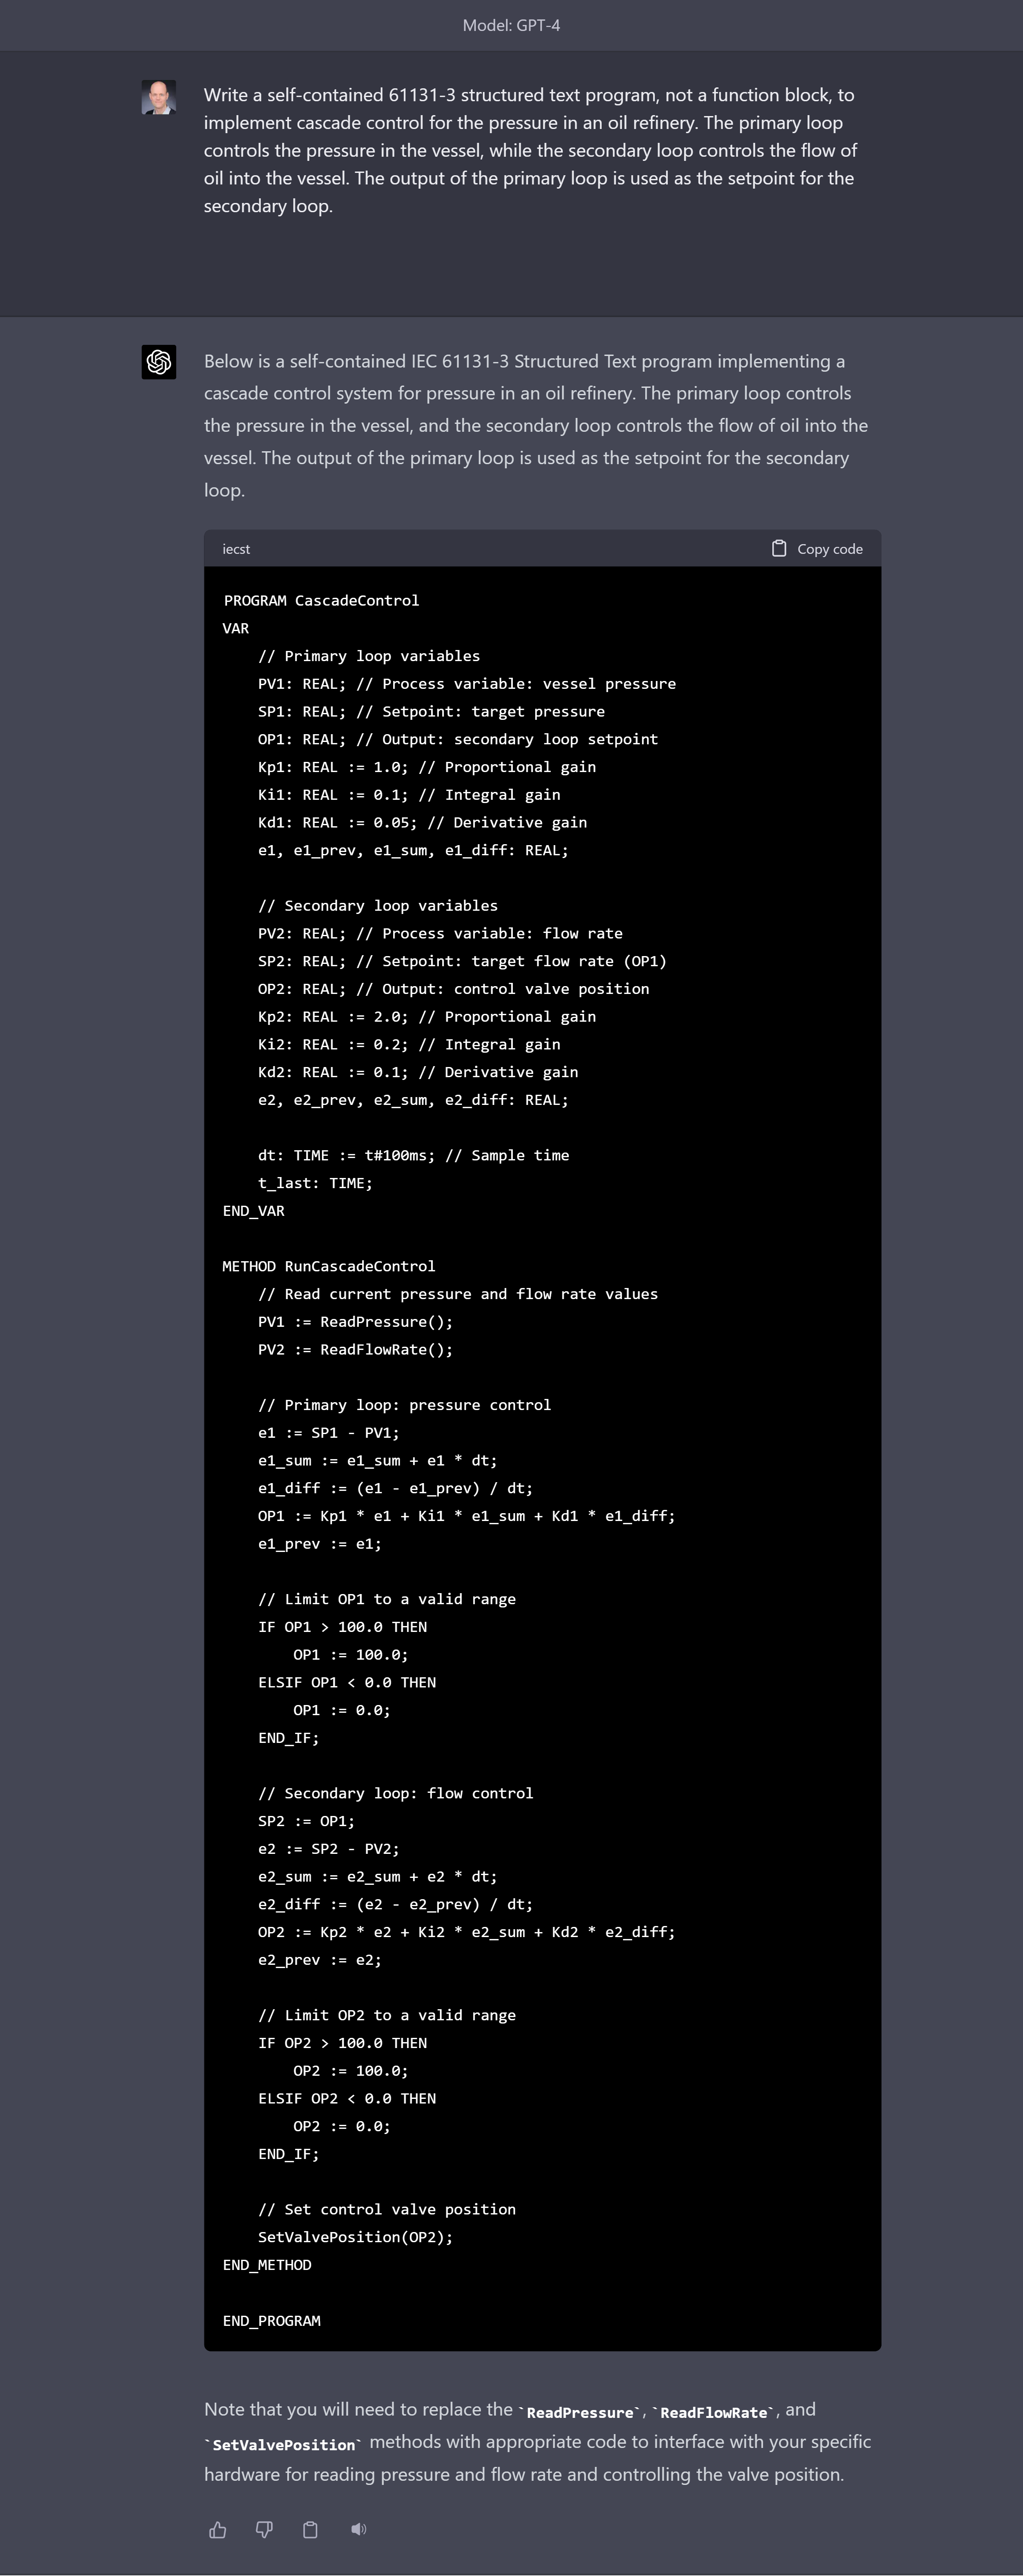 Model: GPT-4
Write a self-contained 61131-3 structured text program, not a function block, to
implement cascade control for the pressure in an oil refinery. The primary loop
controls the pressure in the vessel, while the secondary loop controls the flow of
oil into the vessel. The output of the primary loop is used as the setpoint for the
secondary loop.
Below is a self-contained IEC 61131-3 Structured Text program implementing a
cascade control system for pressure in an oil refinery. The primary loop controls
the pressure in the vessel, and the secondary loop controls the flow of oil into the
vessel. The output of the primary loop is used as the setpoint for the secondary
loop.
iecst Copy code
PROGRAM CascadeControl
VAR
    // Primary loop variables
    PV1: REAL; // Process variable: vessel pressure
    SP1: REAL; // Setpoint: target pressure
    OP1: REAL; // Output: secondary loop setpoint
    Kp1: REAL := 1.0; // Proportional gain
    Ki1: REAL := 0.1; // Integral gain
    Kd1: REAL := 0.05; // Derivative gain
    e1, e1_prev, e1_sum, e1_diff: REAL;

    // Secondary loop variables
    PV2: REAL; // Process variable: flow rate
    SP2: REAL; // Setpoint: target flow rate (OP1)
    OP2: REAL; // Output: control valve position
    Kp2: REAL := 2.0; // Proportional gain
    Ki2: REAL := 0.2; // Integral gain
    Kd2: REAL := 0.1; // Derivative gain
    e2, e2_prev, e2_sum, e2_diff: REAL;

    dt: TIME := t#100ms; // Sample time
    t_last: TIME;
END_VAR

METHOD RunCascadeControl
    // Read current pressure and flow rate values
    PV1 := ReadPressure();
    PV2 := ReadFlowRate();

    // Primary loop: pressure control
    e1 := SP1 - PV1;
    e1_sum := e1_sum + e1 * dt;
    e1_diff := (e1 - e1_prev) / dt;
    OP1 := Kp1 * e1 + Ki1 * e1_sum + Kd1 * e1_diff;
    e1_prev := e1;

    // Limit OP1 to a valid range
    IF OP1 > 100.0 THEN
        OP1 := 100.0;
    ELSIF OP1 < 0.0 THEN
        OP1 := 0.0;
    END_IF;

    // Secondary loop: flow control
    SP2 := OP1;
    e2 := SP2 - PV2;
    e2_sum := e2_sum + e2 * dt;
    e2_diff := (e2 - e2_prev) / dt;
    OP2 := Kp2 * e2 + Ki2 * e2_sum + Kd2 * e2_diff;
    e2_prev := e2;

    // Limit OP2 to a valid range
    IF OP2 > 100.0 THEN
        OP2 := 100.0;
    ELSIF OP2 < 0.0 THEN
        OP2 := 0.0;
    END_IF;

    // Set control valve position
    SetValvePosition(OP2);
END_METHOD

END_PROGRAM
Note that you will need to replace the `ReadPressure`, `ReadFlowRate`, and
`SetValvePosition` methods with appropriate code to interface with your specific
hardware for reading pressure and flow rate and controlling the valve position.